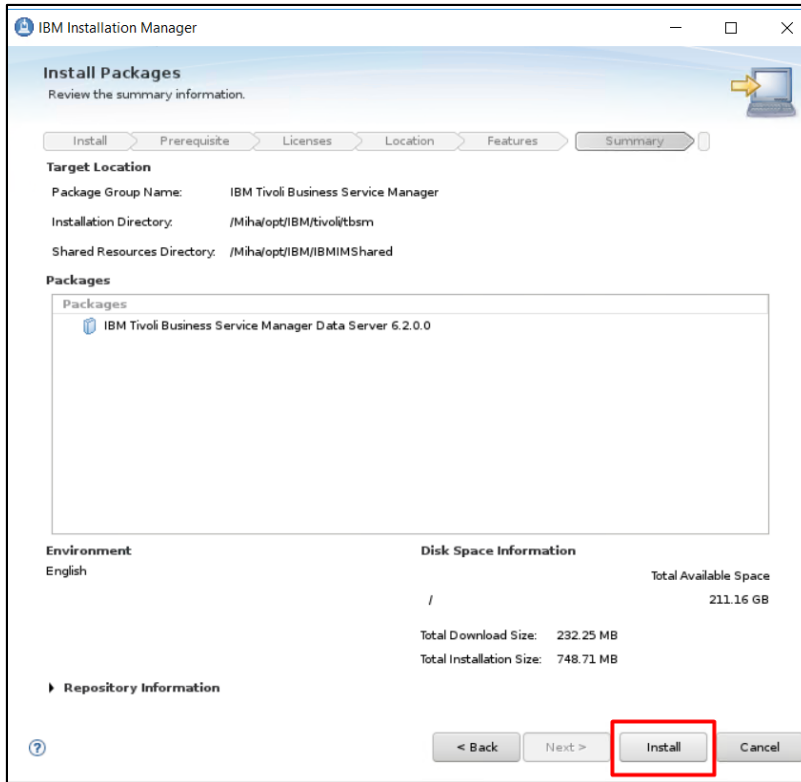 IBM Installation Manager
Install Packages
Review the summary information.
Install Prerequisite Licenses Location Features Summary
Target Location
Package Group Name: IBM Tivoli Business Service Manager
Installation Directory: /Miha/opt/IBM/tivoli/tbsm
Shared Resources Directory: /Miha/opt/IBM/IBMIMShared
Packages
Packages
IBM Tivoli Business Service Manager Data Server 6.2.0.0
Environment Disk Space Information
English
Total Available Space
/ 211.16 GB
Total Download Size: 232.25 MB
Total Installation Size: 748.71 MB
Repository Information
? < Back Next > Install Cancel